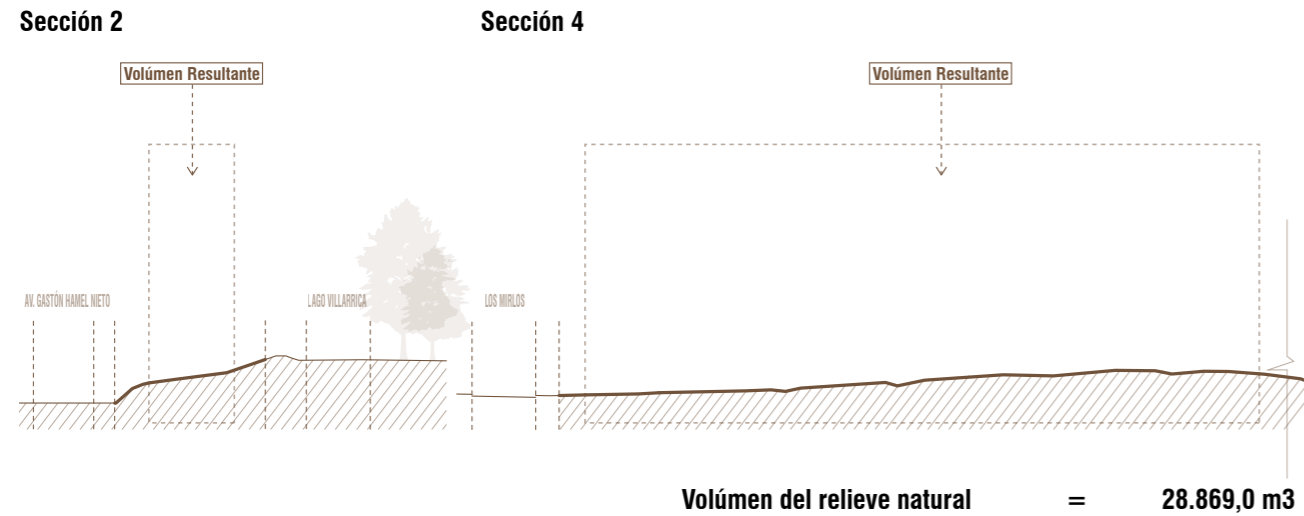 Sección 2
Sección 4
Volúmen Resultante
Volúmen Resultante
AV. GASTÓN HAMEL NIETO
LAGO VILLARRICA
LOS MIRLOS
Volúmen del relieve natural = 28.869,0 m3